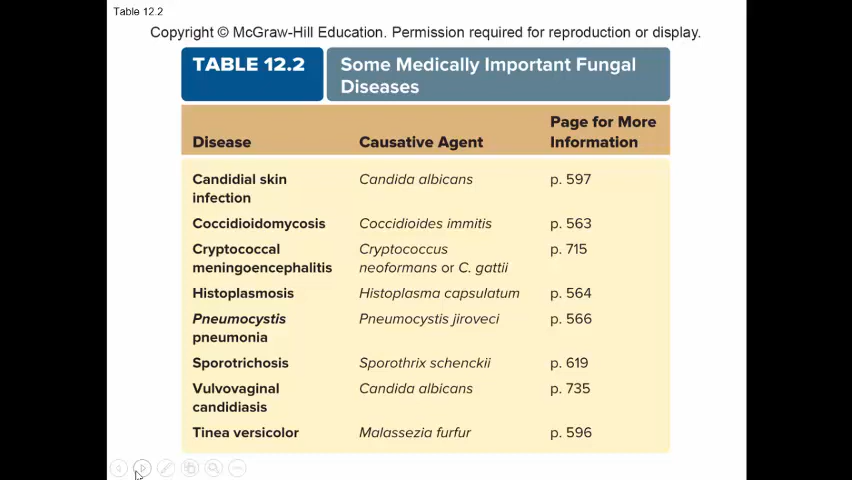 Table 12.2
Copyright © McGraw-Hill Education. Permission required for reproduction or display.
TABLE 12.2
Some Medically Important Fungal
Diseases
Disease
Causative Agent
Page for More
Information
Candidial skin
infection
Candida albicans
p. 597
Coccidioidomycosis
Coccidioides immitis
p. 563
Cryptococcal
meningoencephalitis
Cryptococcus
neoformans or C. gattii
p. 715
Histoplasmosis
Histoplasma capsulatum
p. 564
Pneumocystis
pneumonia
Pneumocystis jiroveci
p. 566
Sporotrichosis
Sporothrix schenckii
p. 619
Vulvovaginal
candidiasis
Candida albicans
p. 735
Tinea versicolor
Malassezia furfur
p. 596